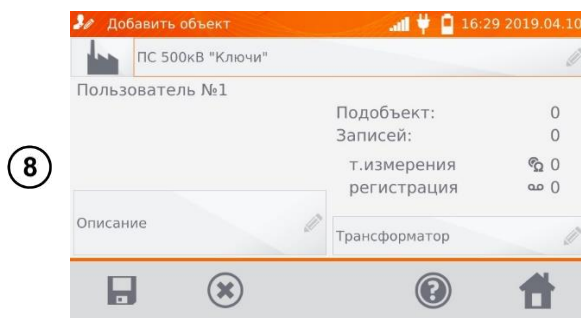 Добавить объект 16:29 2019.04.10
ПС 500кВ "Ключи"
Пользователь №1
Подобъект: 0
Записей: 0
8
т.измерения 0
регистрация 0
Описание
Трансформатор